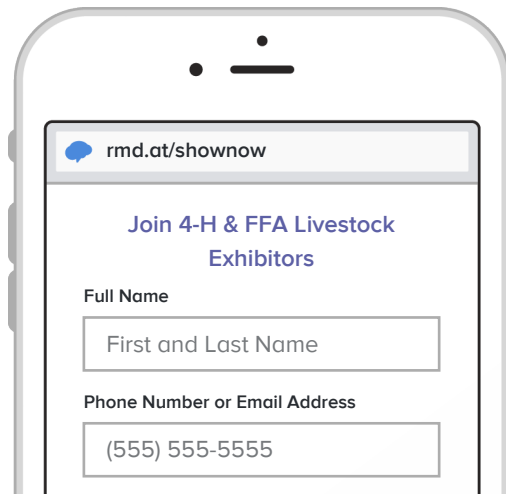 rmd.at/shownow
Join 4-H & FFA Livestock
Exhibitors
Full Name
First and Last Name
Phone Number or Email Address
(555) 555-5555